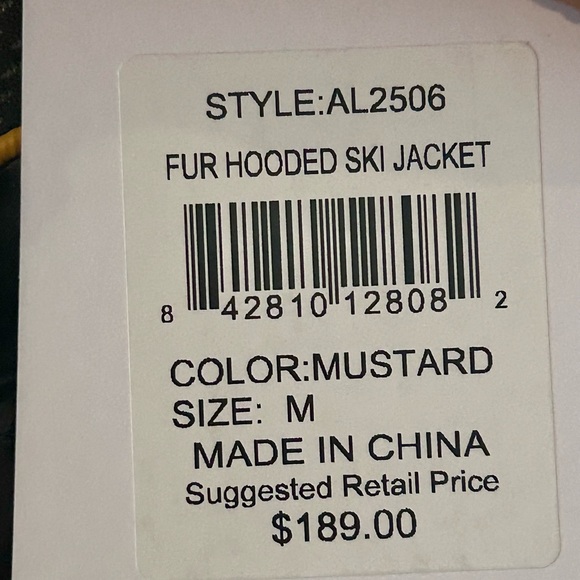 STYLE:AL2506
FUR HOODED SKI JACKET
8 42810 12808 2
COLOR:MUSTARD
SIZE: M
MADE IN CHINA
Suggested Retail Price
$189.00